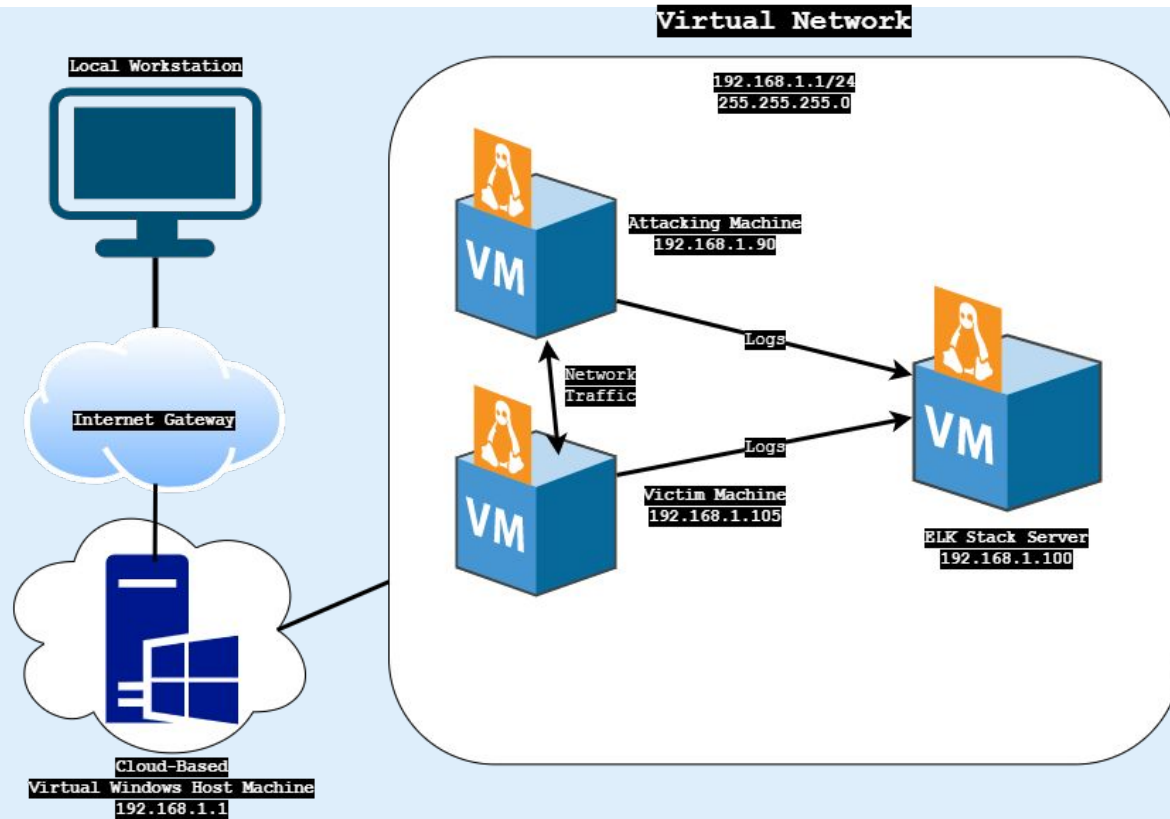 Virtual Network
Local Workstation
192.168.1.1/24
255.255.255.0
Attacking Machine
192.168.1.90
VM
Logs
Network
Traffic
Internet Gateway
VM
Logs
Victim Machine
192.168.1.105
VM
ELK Stack Server
192.168.1.100
Cloud-Based
Virtual Windows Host Machine
192.168.1.1